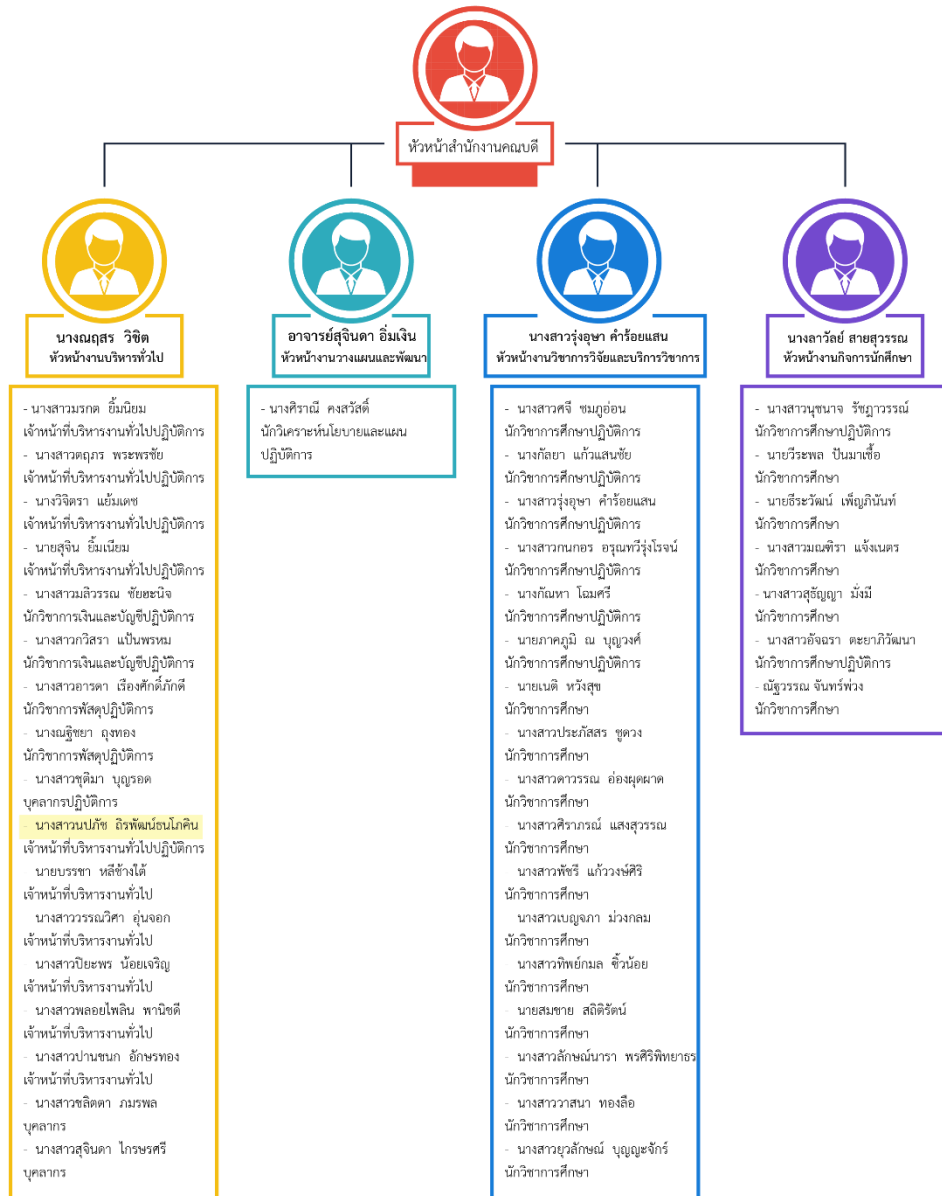 หัวหน้าสำนักงานคณบดี
นางณฤสร วิชิต
หัวหน้างานบริหารทั่วไป
- นางสาวมรกต ยิ้มนิยม
เจ้าหน้าที่บริหารงานทั่วไปปฏิบัติการ
- นางสาวตฤภร พระพรชัย
เจ้าหน้าที่บริหารงานทั่วไปปฏิบัติการ
- นางวิจิตรา แย้มเดช
เจ้าหน้าที่บริหารงานทั่วไปปฏิบัติการ
- นายสุจิน ยิ้มเนียม
เจ้าหน้าที่บริหารงานทั่วไปปฏิบัติการ
- นางสาวมลิวรรณ ชัยฮะนิจ
นักวิชาการเงินและบัญชีปฏิบัติการ
- นางสาวกวิสรา แป้นพรหม
นักวิชาการเงินและบัญชีปฏิบัติการ
- นางสาวอารดา เรืองศักดิ์ภักดี
นักวิชาการพัสดุปฏิบัติการ
- นางณฐิชยา ถุงทอง
นักวิชาการพัสดุปฏิบัติการ
- นางสาวชุติมา บุญรอด
บุคลากรปฏิบัติการ
- นางสาวนปภัช ถิรพัฒน์ธนโภคิน
เจ้าหน้าที่บริหารงานทั่วไปปฏิบัติการ
นายบรรชา หลีช้างใต้
เจ้าหน้าที่บริหารงานทั่วไป
นางสาววรรณวิศา อุ่นจอก
เจ้าหน้าที่บริหารงานทั่วไป
นางสาวปิยะพร น้อยเจริญ
เจ้าหน้าที่บริหารงานทั่วไป
- นางสาวพลอยไพลิน พานิชดี
เจ้าหน้าที่บริหารงานทั่วไป
- นางสาวปานชนก อักษรทอง
เจ้าหน้าที่บริหารงานทั่วไป
- นางสาวชลิตตา ภมรพล
บุคลากร
- นางสาวสุจินดา ไกรษรศรี
บุคลากร
อาจารย์สุจินดา อิ่มเงิน
หัวหน้างานวางแผนและพัฒนา
- นางศิราณี คงสวัสดิ์
นักวิเคราะห์นโยบายและแผน
ปฏิบัติการ
นางสาวรุ่งอุษา คำร้อยแสน
หัวหน้างานวิชาการวิจัยและบริการวิชาการ
- นางสาวศจี ชมภูอ่อน
นักวิชาการศึกษาปฏิบัติการ
- นางกัลยา แก้วแสนชัย
นักวิชาการศึกษาปฏิบัติการ
- นางสาวรุ่งอุษา คำร้อยแสน
นักวิชาการศึกษาปฏิบัติการ
- นางสาวกนกอร อรุณทวีรุ่งโรจน์
นักวิชาการศึกษาปฏิบัติการ
- นางกัณหา โฉมศรี
นักวิชาการศึกษาปฏิบัติการ
- นายภาคภูมิ ณ บุญวงศ์
นักวิชาการศึกษาปฏิบัติการ
- นายเนติ หวังสุข
นักวิชาการศึกษา
- นางสาวประภัสสร ชูดวง
นักวิชาการศึกษา
- นางสาวดาวรรณ อ่องผุดผาด
นักวิชาการศึกษา
- นางสาวศิราภรณ์ แสงสุวรรณ
นักวิชาการศึกษา
นางสาวพัชรี แก้ววงษ์ศิริ
นักวิชาการศึกษา
นางสาวเบญจภา ม่วงกลม
นักวิชาการศึกษา
นางสาวทิพย์กมล ซิ้วน้อย
นักวิชาการศึกษา
- นายสมชาย สถิติรัตน์
นักวิชาการศึกษา
- นางสาวลักษณ์นารา พรศิริพิทยาธร
นักวิชาการศึกษา
- นางสาววาสนา ทองลือ
นักวิชาการศึกษา
- นางสาวยุวลักษณ์ บุญญะจักร์
นักวิชาการศึกษา
นางลาวัลย์ สายสุวรรณ
หัวหน้างานกิจการนักศึกษา
- นางสาวนุชนาจ รัชฎาวรรณ์
นักวิชาการศึกษาปฏิบัติการ
- นายวีระพล ปันมาเชื้อ
นักวิชาการศึกษา
- นายธีระวัฒน์ เพ็ญภินันท์
นักวิชาการศึกษา
- นางสาวมณฑิรา แจ้งเนตร
นักวิชาการศึกษา
- นางสาวสุธัญญา มั่งมี
นักวิชาการศึกษา
- นางสาวอัจฉรา ตะยาภิวัฒนา
นักวิชาการศึกษาปฏิบัติการ
- ณัฐวรรณ จันทร์พ่วง
นักวิชาการศึกษา